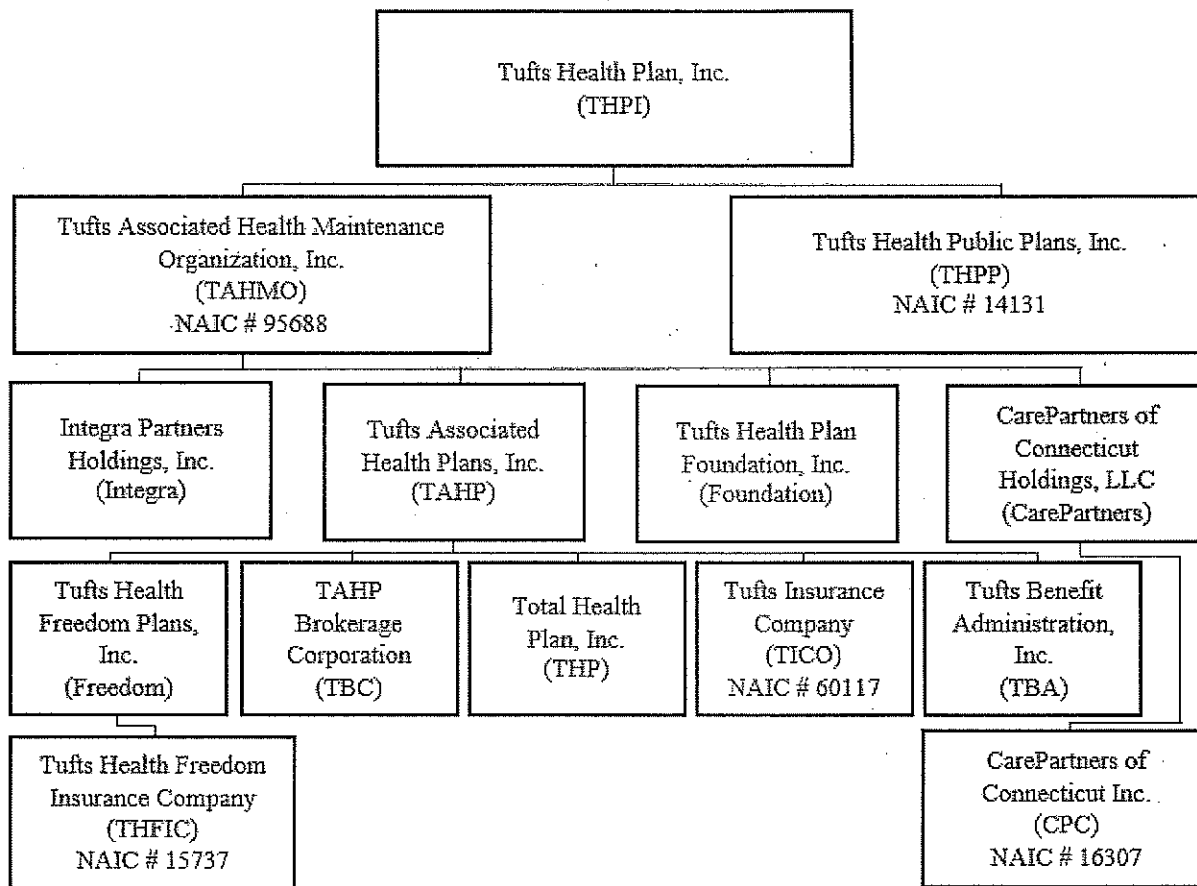 Tufts Health Plan, Inc.
(THPI)
Tufts Associated Health Maintenance
Organization, Inc.
(TAHMO)
NAIC # 95688
Tufts Health Public Plans, Inc.
(THPP)
NAIC # 14131
Integra Partners
Holdings, Inc.
(Integra)
Tufts Associated
Health Plans, Inc.
(TAHP)
Tufts Health Plan
Foundation, Inc.
(Foundation)
CarePartners of
Connecticut
Holdings, LLC
(CarePartners)
Tufts Health
Freedom Plans,
Inc.
(Freedom)
TAHP
Brokerage
Corporation
(TBC)
Total Health
Plan, Inc.
(THP)
Tufts Insurance
Company
(TICO)
NAIC # 60117
Tufts Benefit
Administration,
Inc.
(TBA)
Tufts Health Freedom
Insurance Company
(THFIC)
NAIC # 15737
CarePartners of
Connecticut Inc.
(CPC)
NAIC # 16307